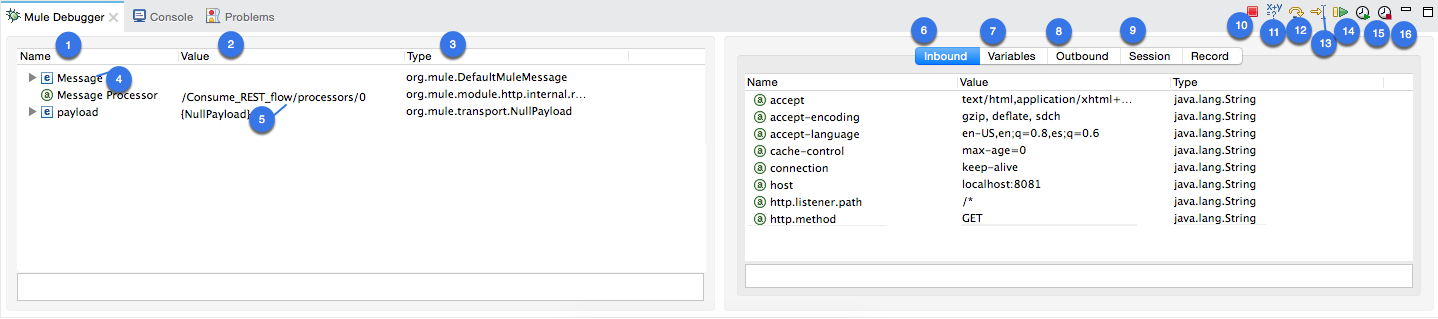 Mule Debugger Console Problems
X+Y
=?
10 11 12 13 14 15 16
1 2 3
Name Value Type
Message 4 org.mule.DefaultMuleMessage
Message Processor /Consume_REST_flow/processors/0 org.mule.module.http.internal.r...
payload {NullPayload} 5 org.mule.transport.NullPayload
6 7 8 9
Inbound Variables Outbound Session Record
Name Value Type
accept text/html,application/xhtml+... java.lang.String
accept-encoding gzip, deflate, sdch java.lang.String
accept-language en-US,en;q=0.8,es;q=0.6 java.lang.String
cache-control max-age=0 java.lang.String
connection keep-alive java.lang.String
host localhost:8081 java.lang.String
http.listener.path /* java.lang.String
http.method GET java.lang.String